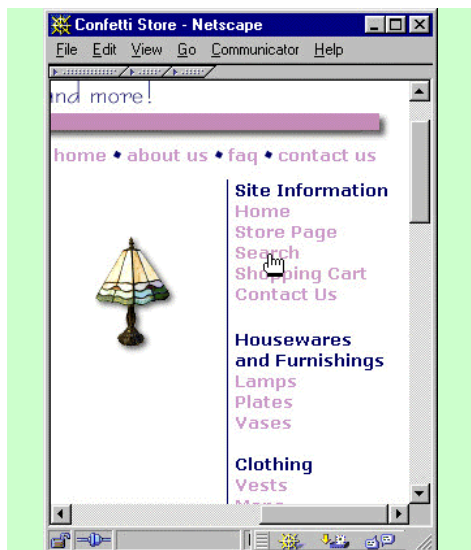 Confetti Store - Netscape
File Edit View Go Communicator Help
and more!
home • about us • faq • contact us
Site Information
Home
Store Page
Search
Shopping Cart
Contact Us
Housewares
and Furnishings
Lamps
Plates
Vases
Clothing
Vests